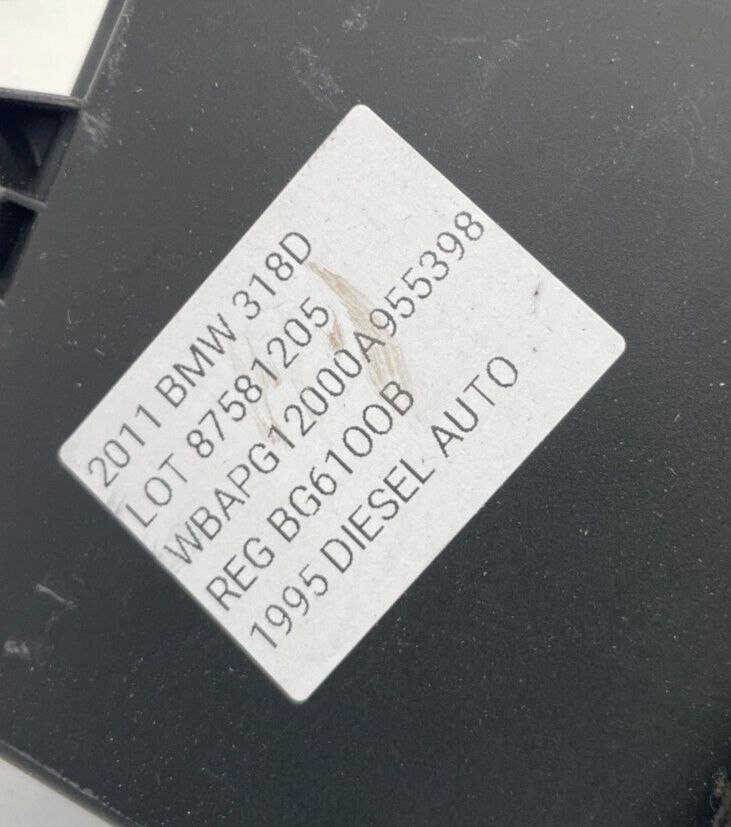 2011 BMW 318D
LOT 87581205
WBAPG12000A955398
REG BG61OOB
1995 DIESEL AUTO